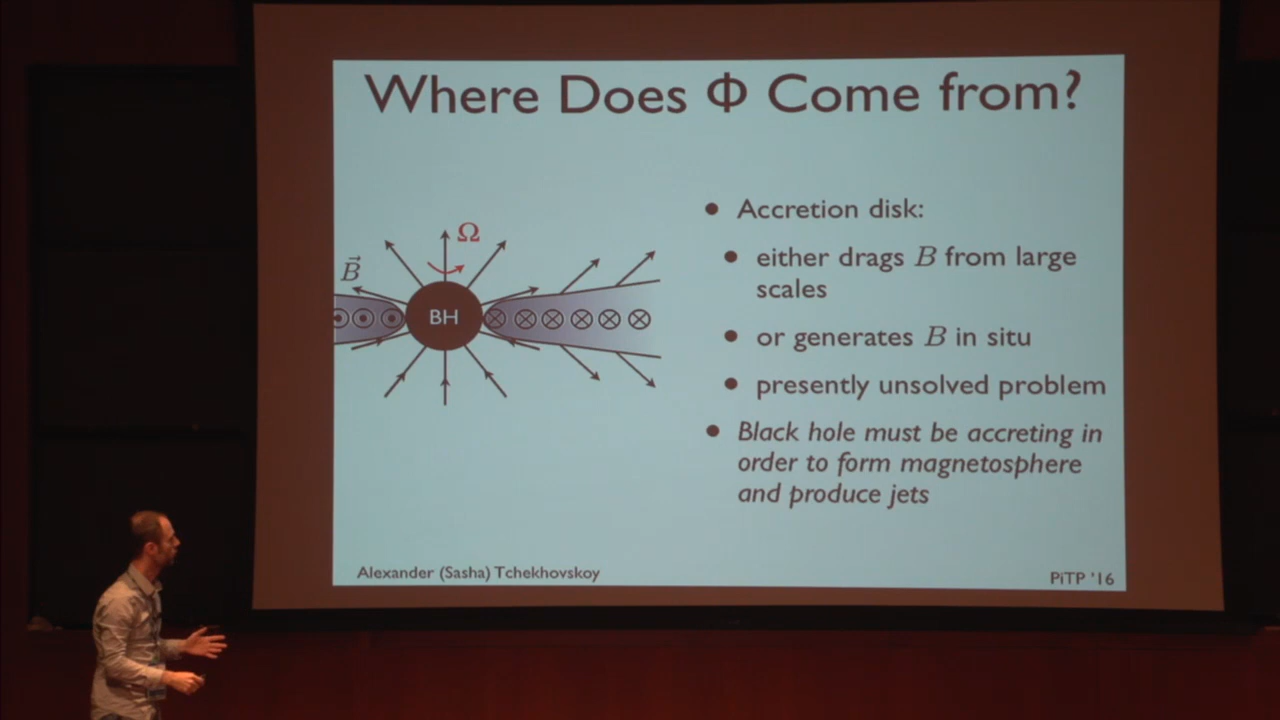 Where Does Φ Come from?
Ω
B⃗
BH
• Accretion disk:
• either drags B from large
scales
• or generates B in situ
• presently unsolved problem
• Black hole must be accreting in
order to form magnetosphere
and produce jets
Alexander (Sasha) Tchekhovskoy
PiTP '16